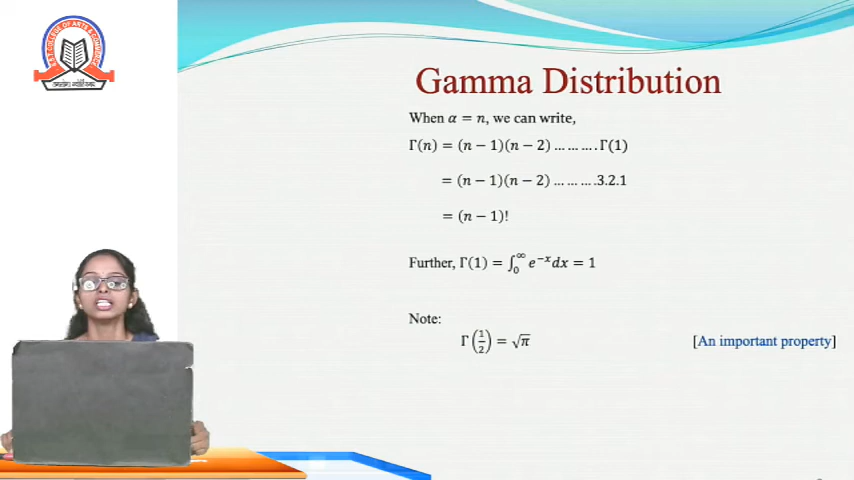 Gamma Distribution
When α = n, we can write,
Γ(n) = (n − 1)(n − 2) ... ... ... . Γ(1)
= (n − 1)(n − 2) ... ... ... .3.2.1
= (n − 1)!
Further, Γ(1) = ∫₀^∞ e⁻ˣdx = 1
Note:
Γ(1/2) = √π [An important property]